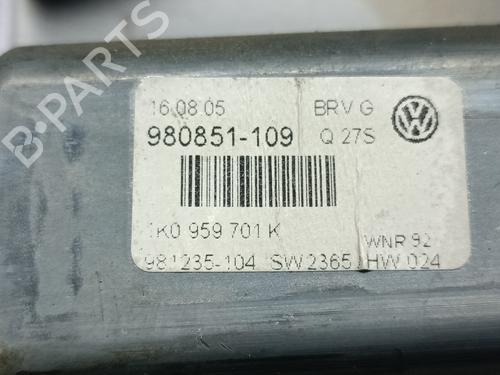 16 08 05 BRV G
980851-109 Q 27S
1K0 959 701 K
WNR 92
981235-104 SW 2365 HW 024
B-PARTS